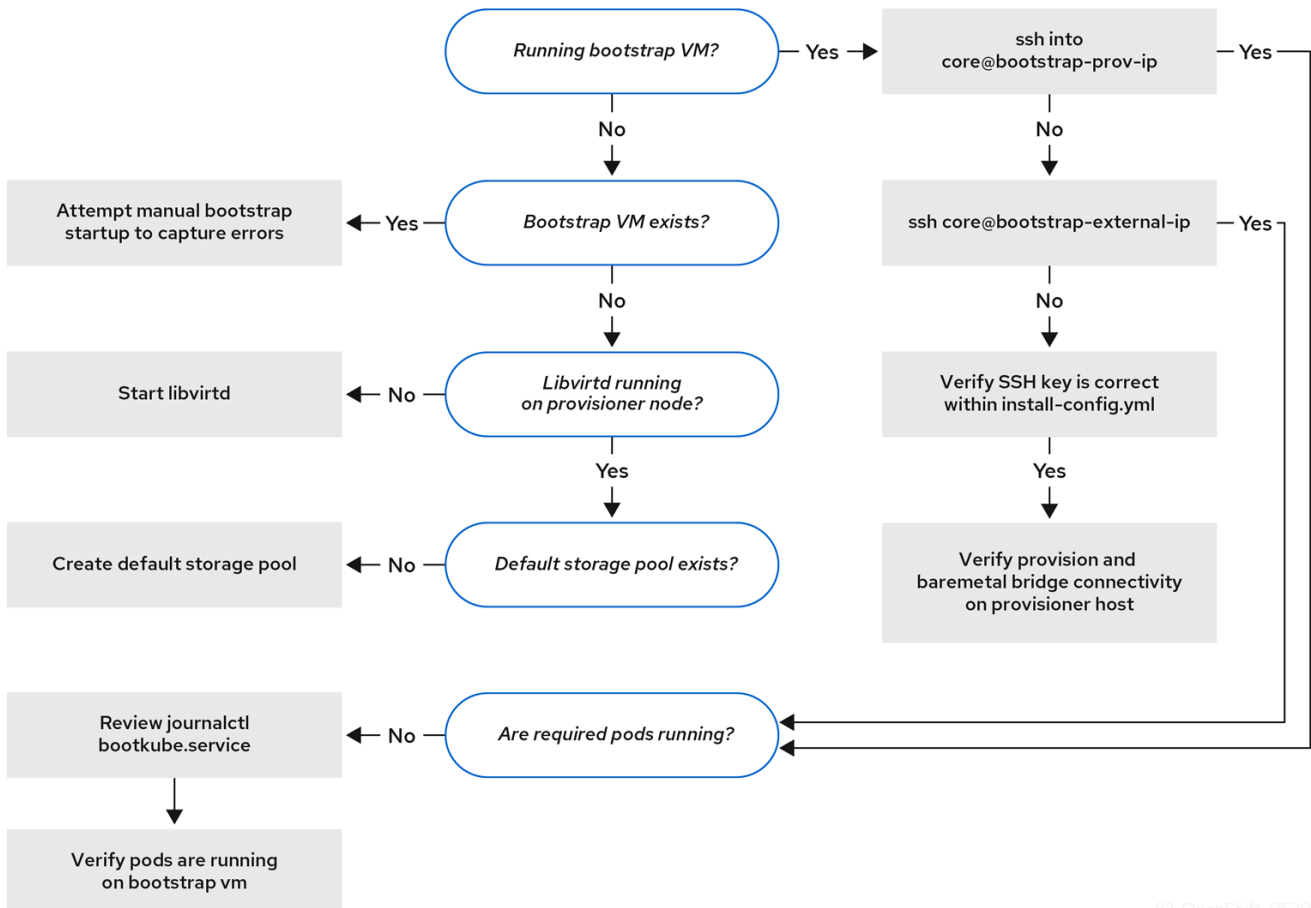 Running bootstrap VM?
Yes
ssh into
core@bootstrap-prov-ip
Yes
No
No
Attempt manual bootstrap
startup to capture errors
Yes
Bootstrap VM exists?
ssh core@bootstrap-external-ip
Yes
No
No
Start libvirtd
No
Libvirtd running
on provisioner node?
Verify SSH key is correct
within install-config.yml
Yes
Yes
Create default storage pool
No
Default storage pool exists?
Verify provision and
baremetal bridge connectivity
on provisioner host
Review journalctl
bootkube.service
No
Are required pods running?
Verify pods are running
on bootstrap vm